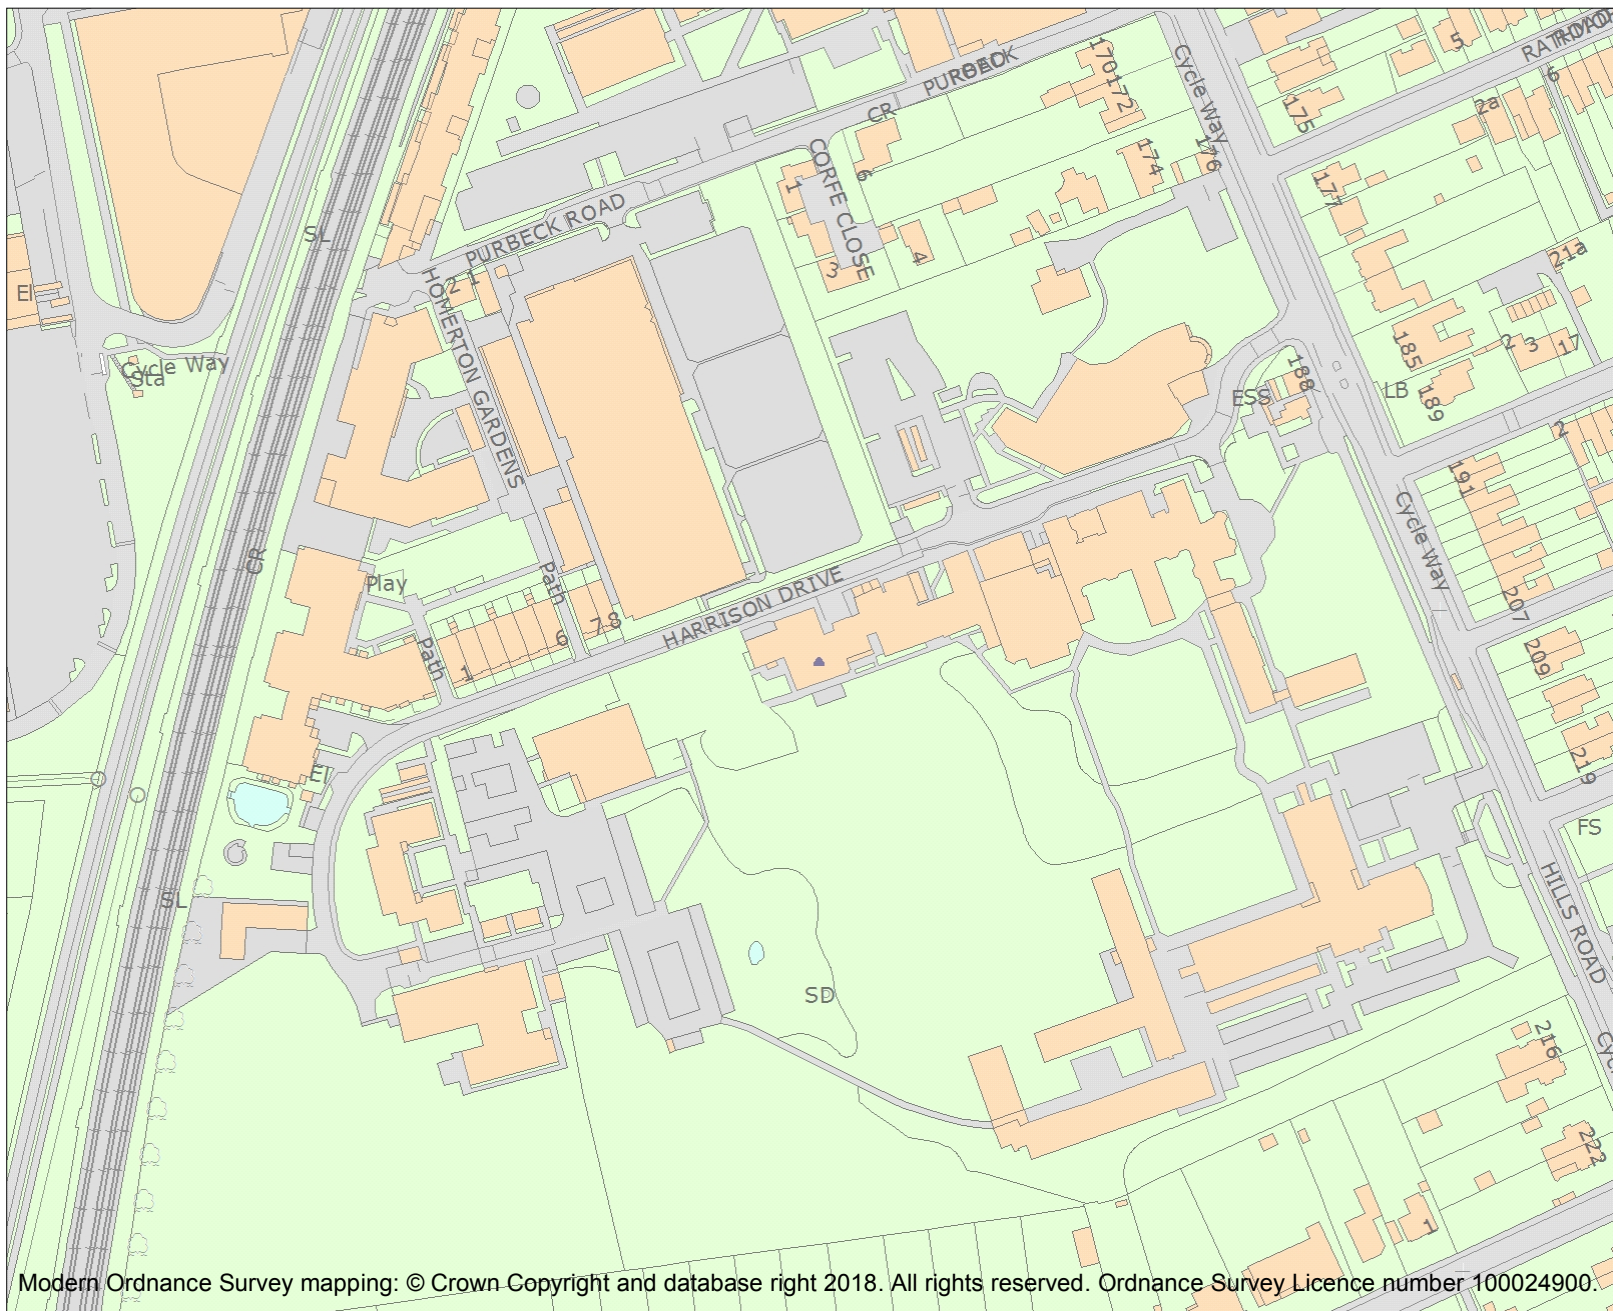 5
RATHMORE ROAD
6
2a
170172
Cycle Way
PURBECK
ROAD
CR
175
CORFE CLOSE
1
6
174
176
177
SL
PURBECK ROAD
3
4
21a
El
HOMERTON GARDENS
2
1
Cycle Way
Sta
185
2
3
17
188
ESS
LB
189
2
191
Cycle Way
CR
Play
Path
207
HARRISON DRIVE
6
7
8
Path
1
209
219
El
FS
SL
HILLS ROAD
SD
216
222
1
Modern Ordnance Survey mapping: © Crown Copyright and database right 2018. All rights reserved. Ordnance Survey Licence number 100024900.